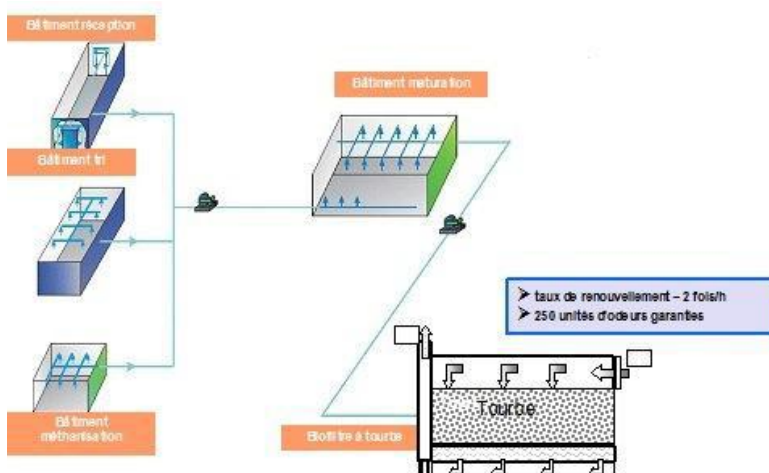 Bâtiment réception
Bâtiment maturation
Bâtiment tri
➤ taux de renouvellement – 2 fois/h
➤ 250 unités d'odeurs garanties
Tourbe
Bâtiment
méthanisation
Biofiltre à tourbe